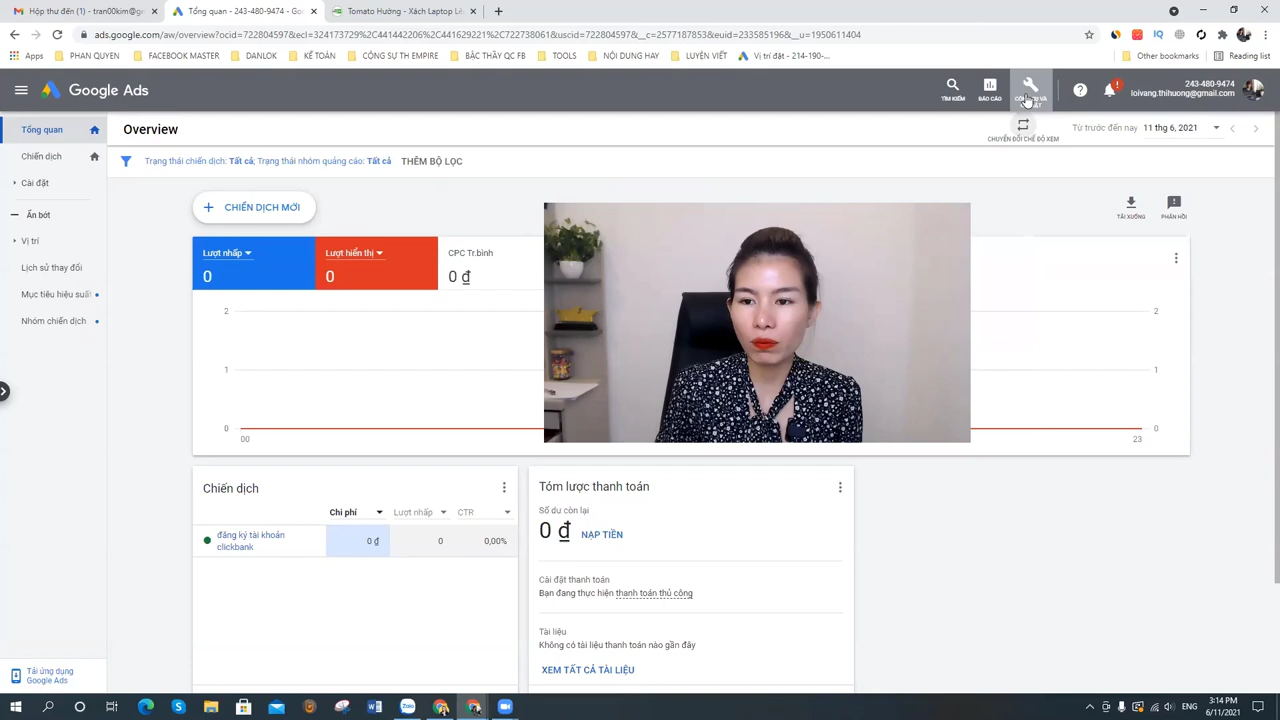 Hộp thư đến (1) - tran00kim@g
Tổng quan - 243-480-9474 - Goo
Tomato Hường - Xách Laptop Lê
ads.google.com/aw/overview?ocid=722804597&ecl=324173729%2C441442206%2C441629221%2C722738061&uscid=722804597&__c=2577187853&euid=233585196&__u=1950611404
Apps
PHAN QUYEN
FACEBOOK MASTER
DANLOK
KẾ TOÁN
CỘNG SỰ TH EMPIRE
BẬC THẦY QC FB
TOOLS
NỘI DUNG HAY
LUYỆN VIẾT
Vị trí đặt - 214-190-...
Other bookmarks
Reading list
Google Ads
TÌM KIẾM
BÁO CÁO
243-480-9474
loivang.thihuong@gmail.com
Tổng quan
Chiến dịch
Cài đặt
Ẩn bớt
Vị trí
Lịch sử thay đổi
Mục tiêu hiệu suất
Nhóm chiến dịch
Overview
CHUYỂN ĐỔI CHẾ ĐỘ XEM
Từ trước đến nay
11 thg 6, 2021
Trạng thái chiến dịch: Tất cả; Trạng thái nhóm quảng cáo: Tất cả
THÊM BỘ LỌC
CHIẾN DỊCH MỚI
TẢI XUỐNG
PHẢN HỒI
Lượt nhấp
0
Lượt hiển thị
0
CPC Tr.bình
0 ₫
2
1
0
2
1
0
00
23
Chiến dịch
Chi phí
Lượt nhấp
CTR
đăng ký tài khoản
clickbank
0 ₫
0
0,00%
Tóm lược thanh toán
Số dư còn lại
0 ₫
NẠP TIỀN
Cài đặt thanh toán
Bạn đang thực hiện thanh toán thủ công
Tài liệu
Không có tài liệu thanh toán nào gần đây
XEM TẤT CẢ TÀI LIỆU
Tải ứng dụng
Google Ads
ENG
3:14 PM
6/11/2021